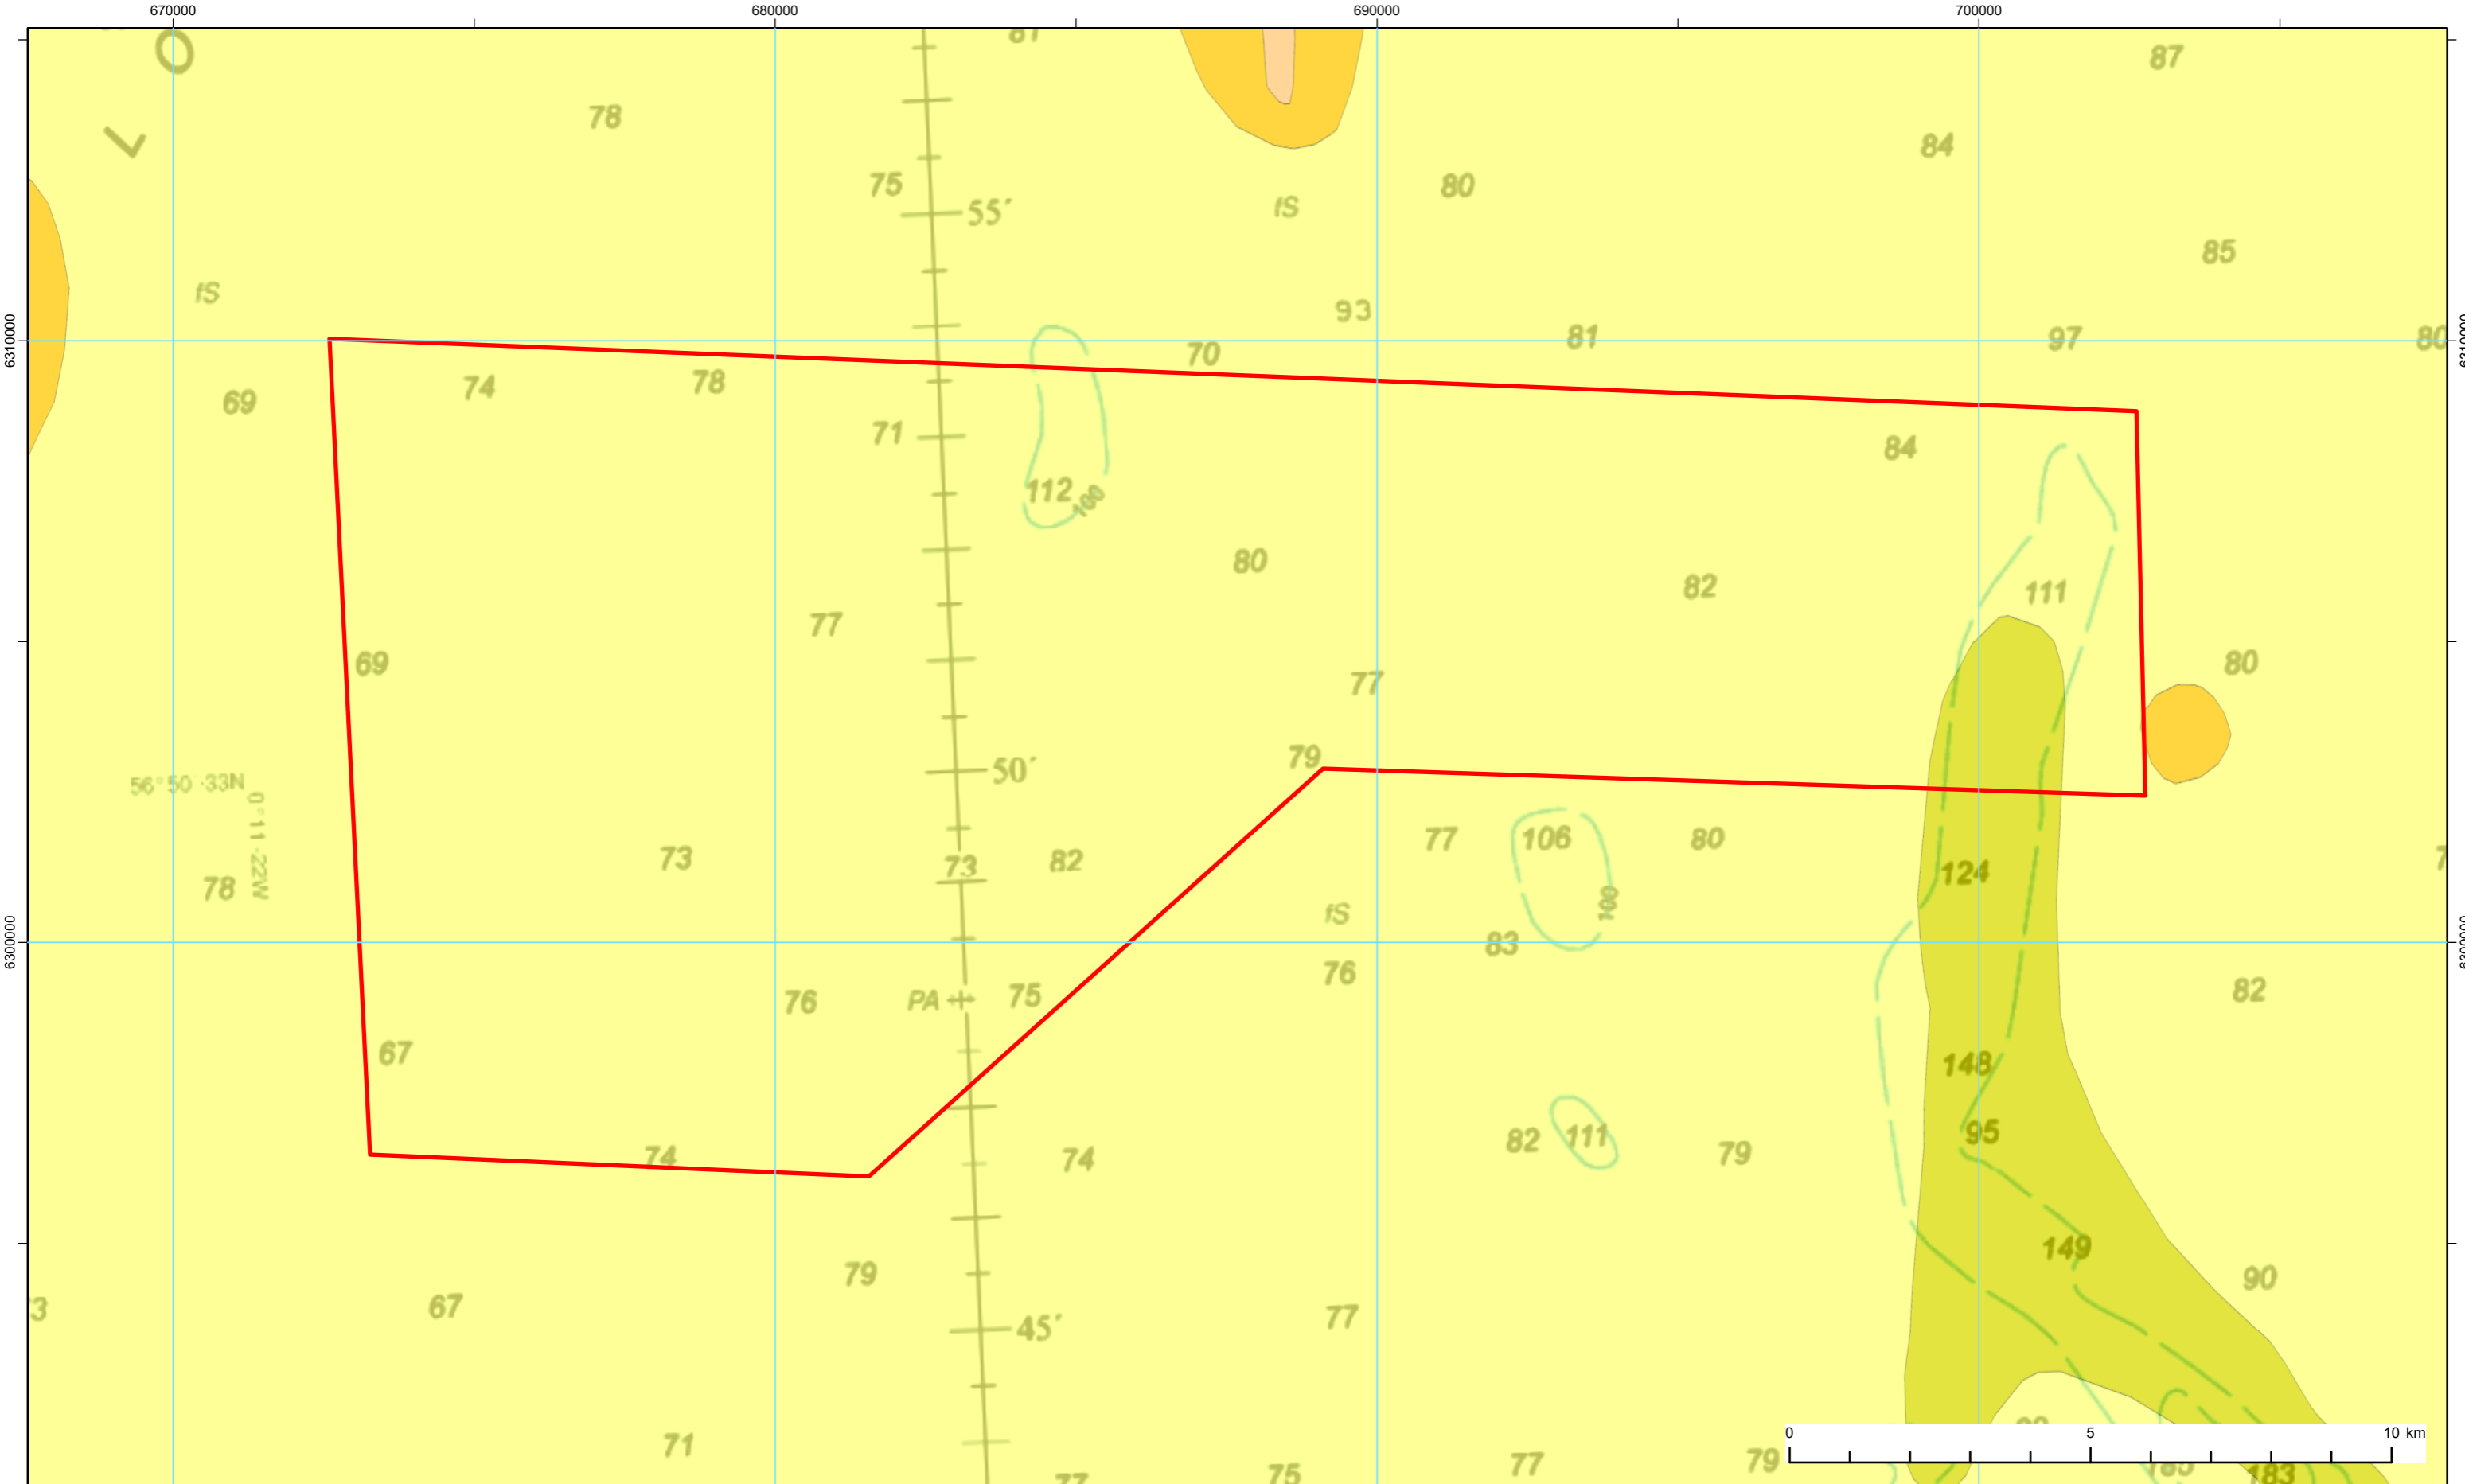 670000 680000 690000 700000
O 81 87
L 78 84
75 80
55′ fS
85
fS 93
6310000 70 81 97 80 6310000
69 74 78
71 84
112 100
80 82 111
77
69 77 80
79
50′
56° 50 ·33N
0° 11 ·22W
73 73 82 77 106 80
78 124
100
fS
6300000 83
76 PA 75 76 82
67 148
74 74 82 111 79 95
149
79 90
3 67 77
45′
71
77 75 77 79 183
0 5 10 km